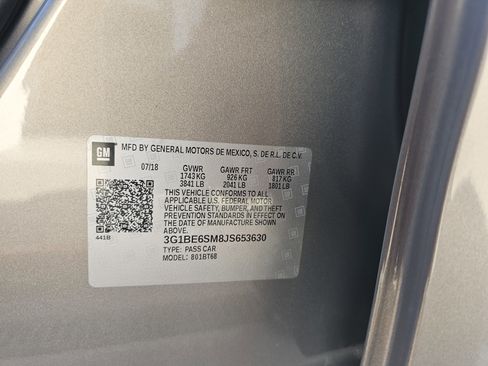 GM MFD BY GENERAL MOTORS DE MEXICO, S. DE R.L. DE C.V.
07/18 GVWR GAWR FRT GAWR RR
1743 KG 926 KG 817 KG
3841 LB 2041 LB 1801 LB
THIS VEHICLE CONFORMS TO ALL
APPLICABLE U.S. FEDERAL MOTOR
VEHICLE SAFETY, BUMPER, AND THEFT
PREVENTION STANDARDS IN EFFECT ON
THE DATE OF MANUFACTURE SHOWN
ABOVE.
441B
3G1BE6SM8JS653630
TYPE: PASS CAR
MODEL: B01BT68